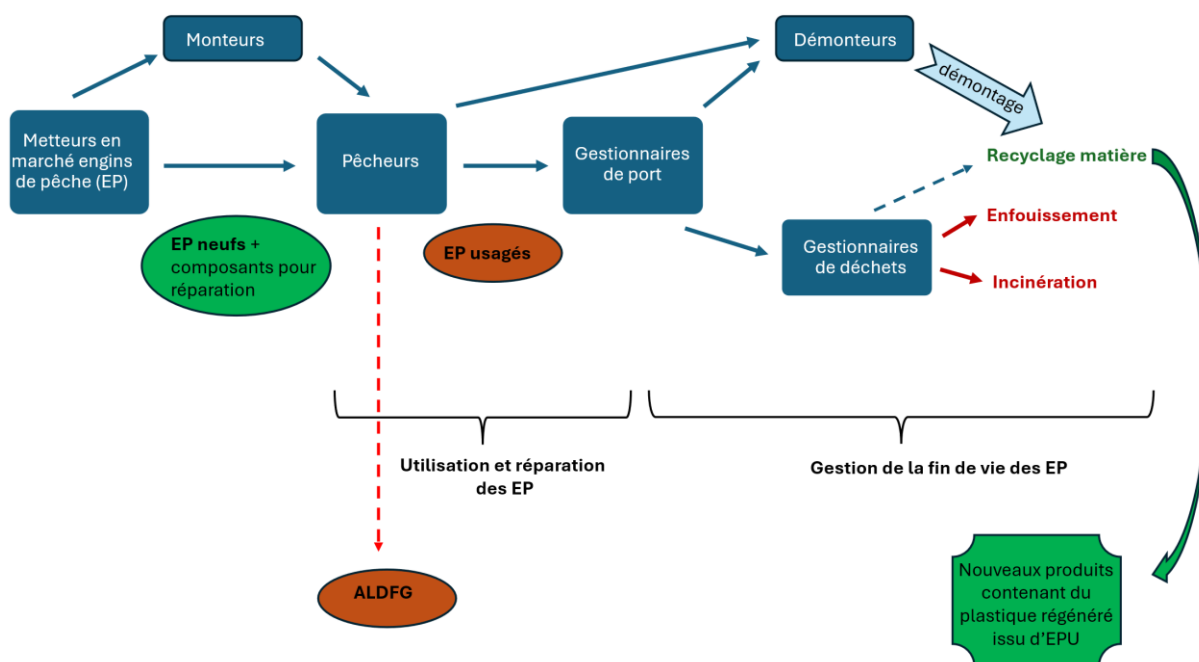 Monteurs
Démonteurs
démontage
Metteurs en
marché engins
de pêche (EP)
Pêcheurs
Gestionnaires
de port
Recyclage matière
EP neufs +
composants pour
réparation
EP usagés
Gestionnaires
de déchets
Enfouissement
Incinération
Utilisation et réparation
des EP
Gestion de la fin de vie des EP
ALDFG
Nouveaux produits
contenant du
plastique régénéré
issu d’EPU